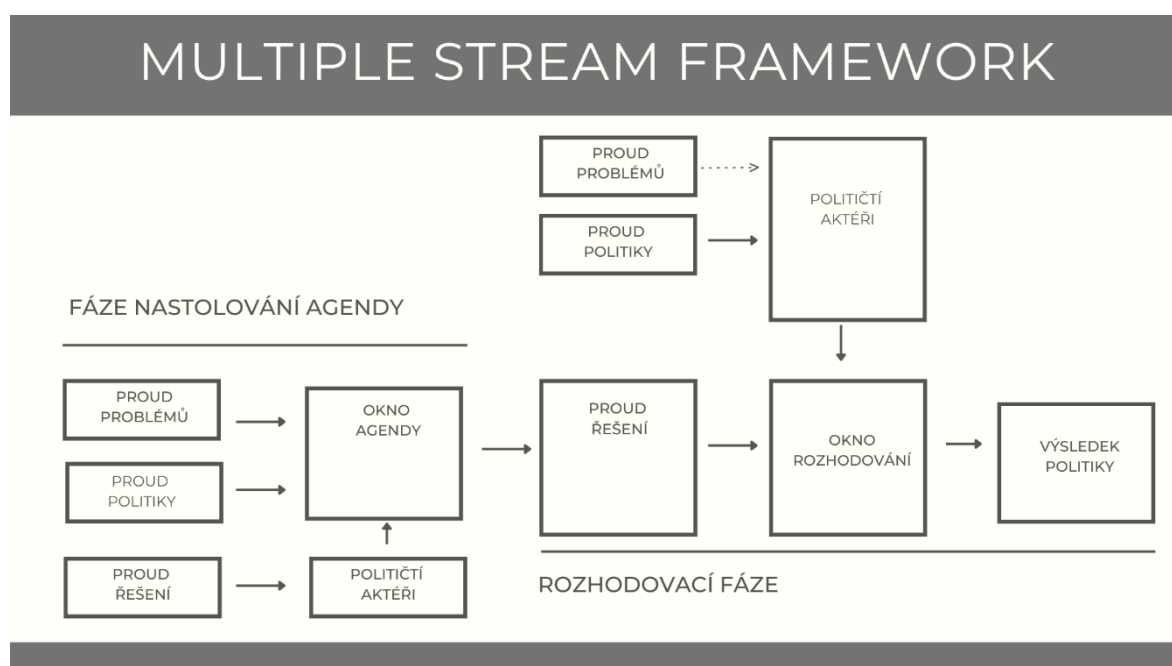 MULTIPLE STREAM FRAMEWORK
PROUD
PROBLÉMŮ
POLITIČTÍ
AKTÉŘI
PROUD
POLITIKY
FÁZE NASTOLOVÁNÍ AGENDY
PROUD
PROBLÉMŮ
OKNO
AGENDY
PROUD
ŘEŠENÍ
OKNO
ROZHODOVÁNÍ
VÝSLEDEK
POLITIKY
PROUD
POLITIKY
PROUD
ŘEŠENÍ
POLITIČTÍ
AKTÉŘI
ROZHODOVACÍ FÁZE